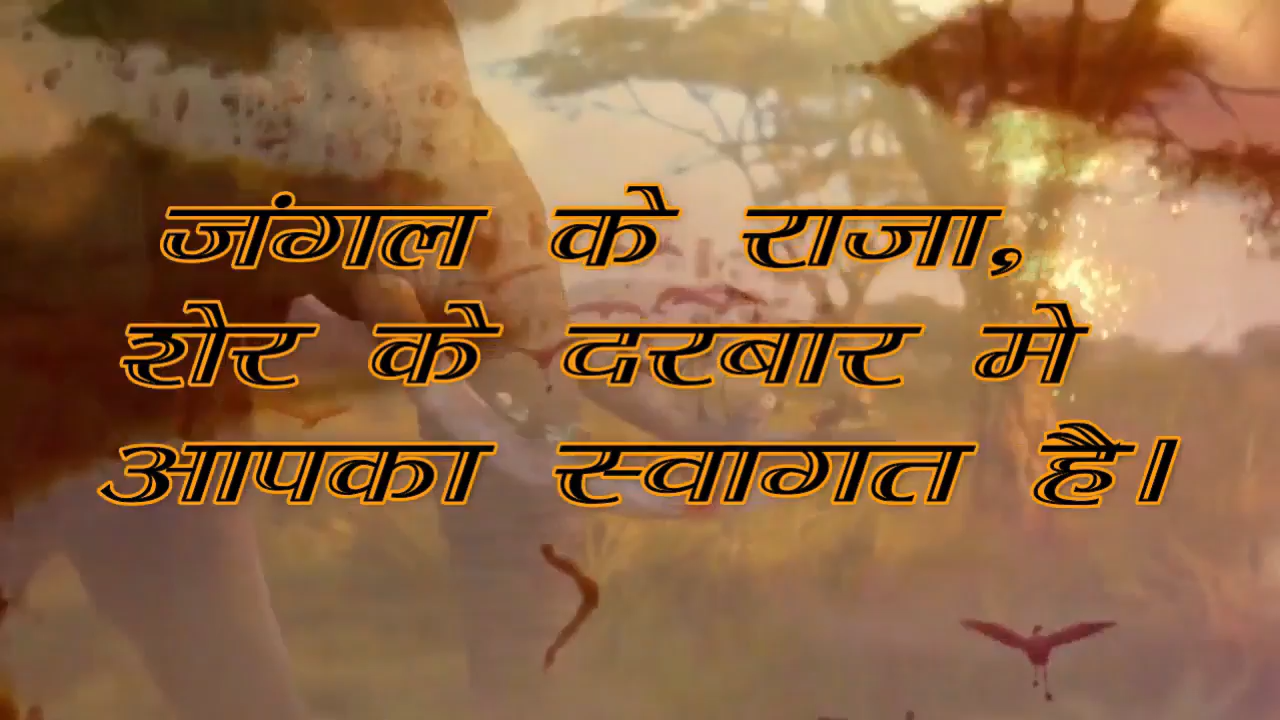 जंगल के राजा,
शेर के दरबार मे
आपका स्वागत है।